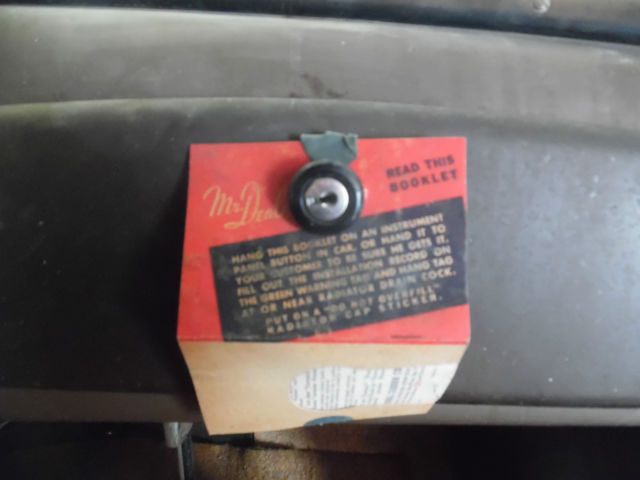 READ THIS
BOOKLET
Mr. Deal
HANG THIS BOOKLET ON AN INSTRUMENT
PANEL BUTTON IN CAR, OR HAND IT TO
YOUR CUSTOMER TO BE SURE HE GETS IT.
FILL OUT THE INSTALLATION RECORD ON
THE GREEN WARNING TAG AND HANG TAG
AT OR NEAR RADIATOR DRAIN COCK.
PUT ON A "DO NOT OVERFILL"
RADIATOR CAP STICKER.